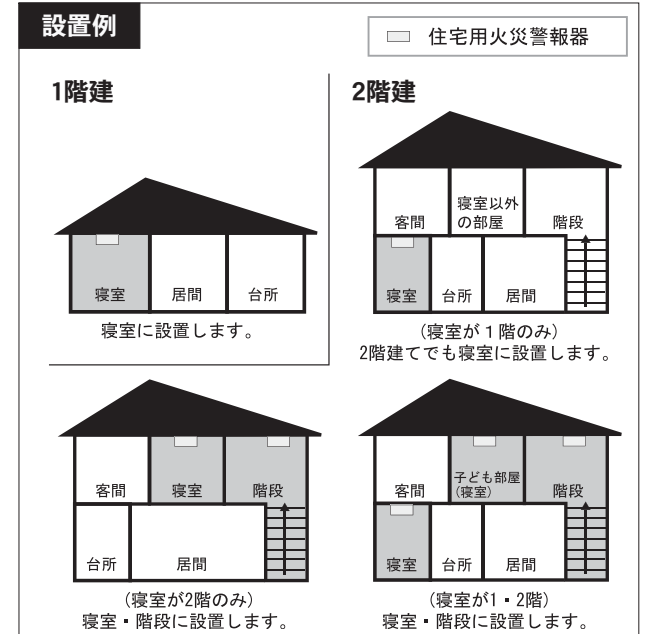 設置例
住宅用火災警報器
1階建
寝室
居間
台所
寝室に設置します。
2階建
客間
寝室以外
の部屋
階段
寝室
台所
居間
(寝室が1階のみ)
2階建てでも寝室に設置します。
客間
寝室
階段
台所
居間
(寝室が2階のみ)
寝室・階段に設置します。
客間
子ども部屋
(寝室)
階段
寝室
台所
居間
(寝室が1・2階)
寝室・階段に設置します。